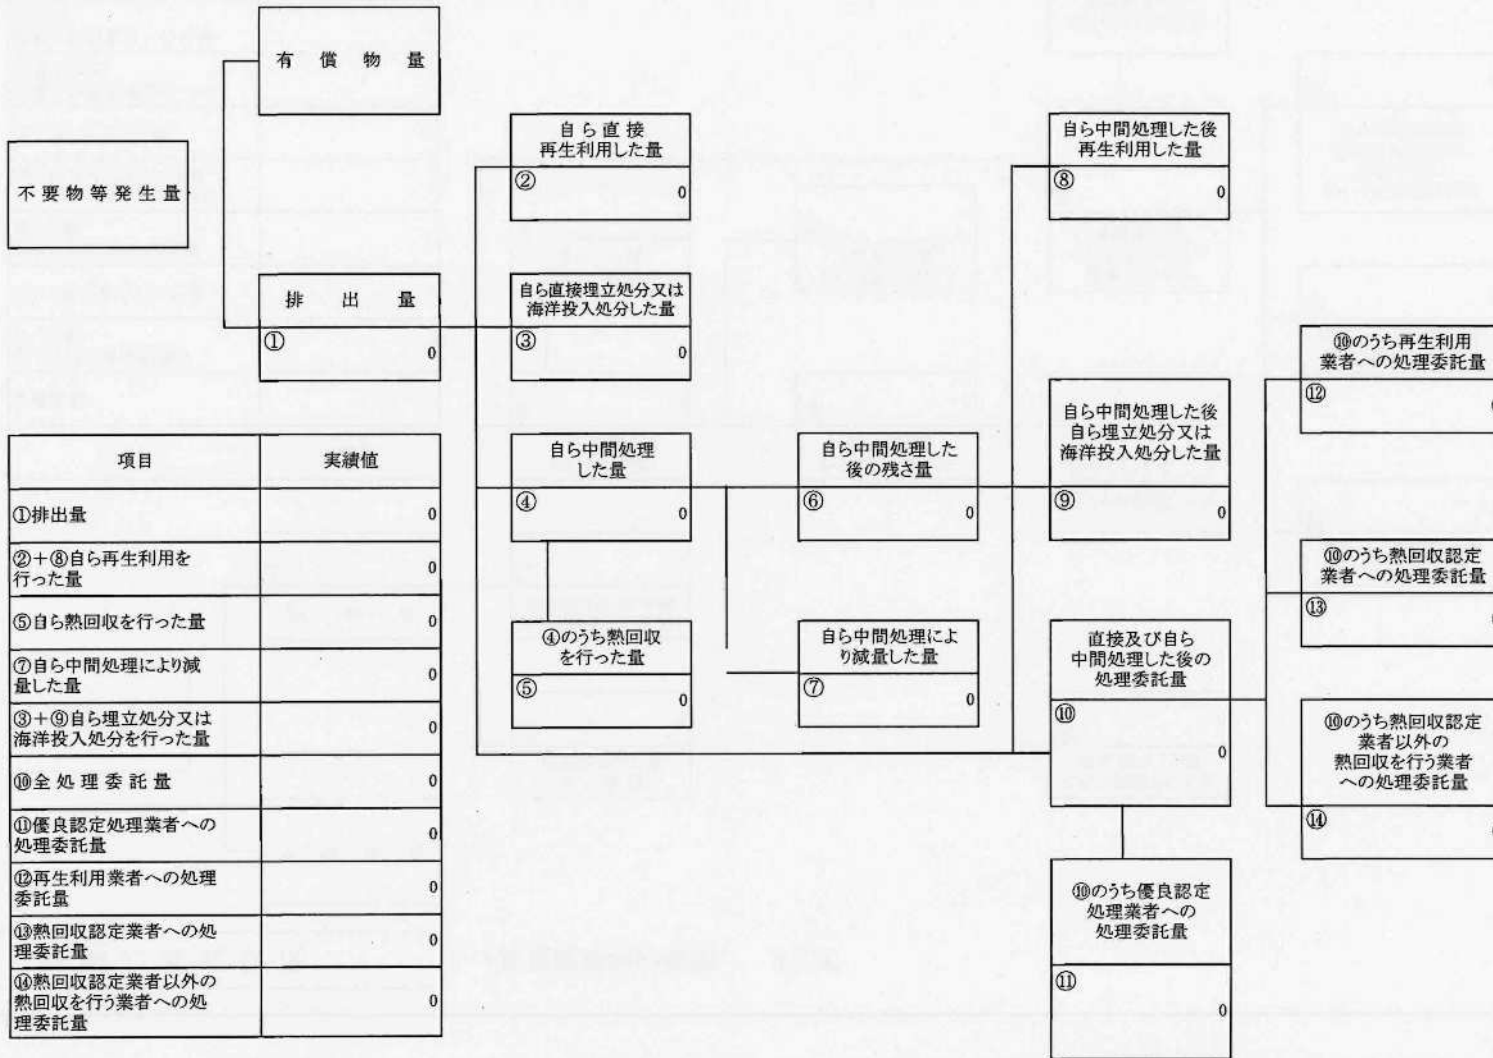 有償物量
不要物等発生量
排出量
①
0
自ら直接
再生利用した量
②
0
自ら直接埋立処分又は
海洋投入処分した量
③
0
自ら中間処理
した量
④
0
④のうち熱回収
を行った量
⑤
0
自ら中間処理した
後の残さ量
⑥
0
自ら中間処理によ
り減量した量
⑦
0
自ら中間処理した後
再生利用した量
⑧
0
自ら中間処理した後
自ら埋立処分又は
海洋投入処分した量
⑨
0
直接及び自ら
中間処理した後の
処理委託量
⑩
0
⑩のうち優良認定
処理業者への
処理委託量
⑪
0
⑩のうち再生利用
業者への処理委託量
⑫
⑩のうち熱回収認定
業者への処理委託量
⑬
⑩のうち熱回収認定
業者以外の
熱回収を行う業者
への処理委託量
⑭
項目 実績値
①排出量 0
②+⑧自ら再生利用を
行った量 0
⑤自ら熱回収を行った量 0
⑦自ら中間処理により減
量した量 0
③+⑨自ら埋立処分又は
海洋投入処分を行った量 0
⑩全処理委託量 0
⑪優良認定処理業者への
処理委託量 0
⑫再生利用業者への処理
委託量 0
⑬熱回収認定業者への処
理委託量 0
⑭熱回収認定業者以外の
熱回収を行う業者への処
理委託量 0